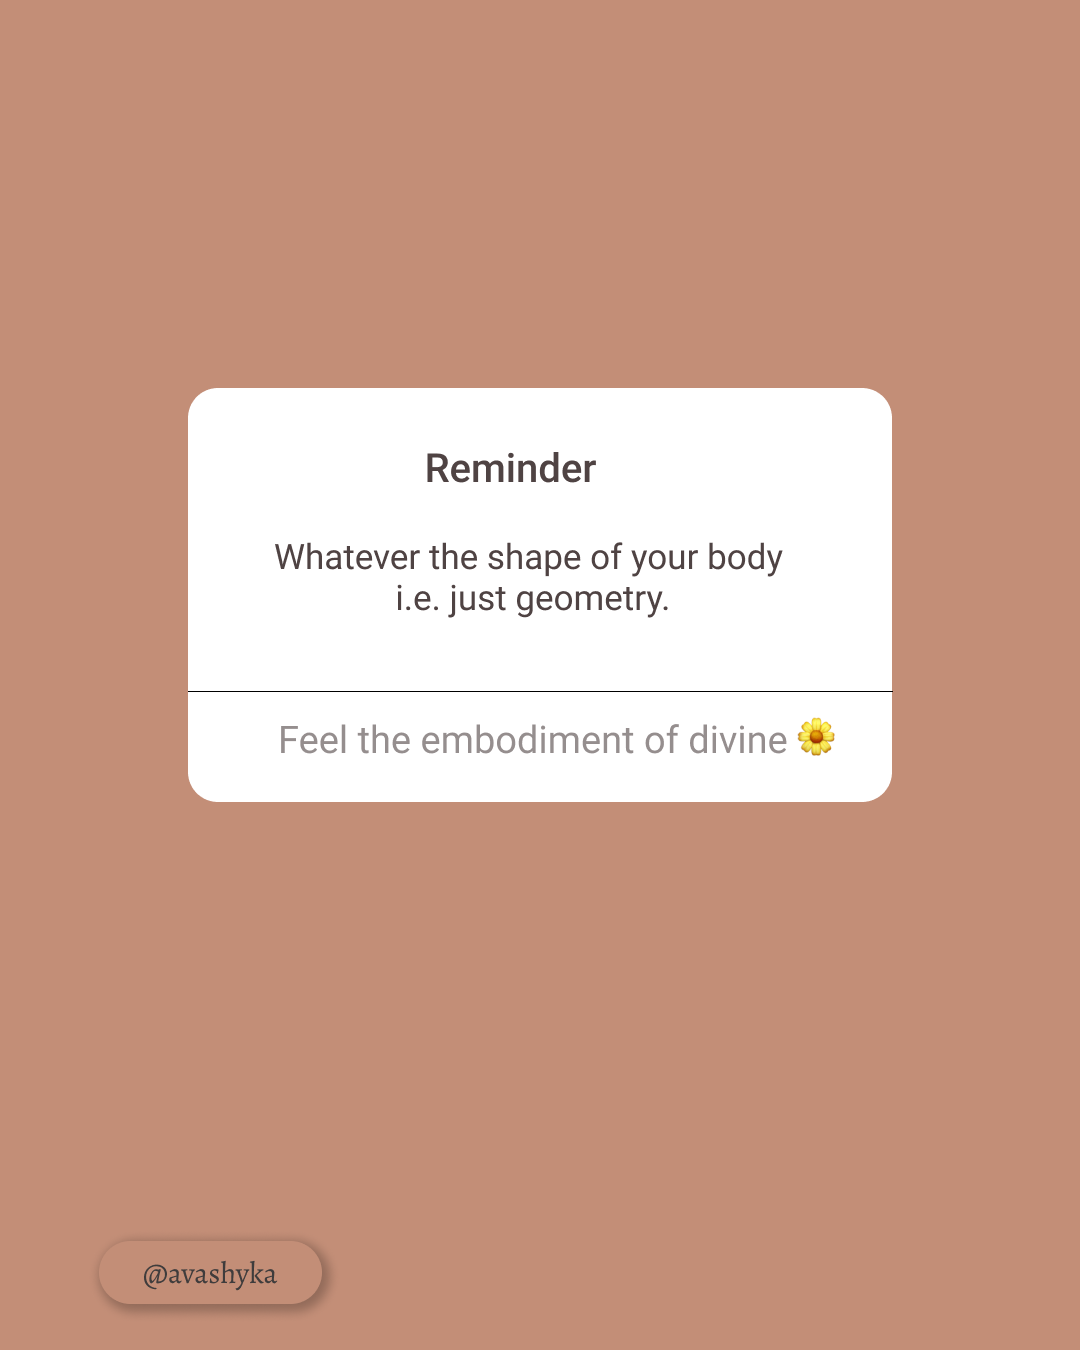 Reminder
Whatever the shape of your body
i.e. just geometry.
Feel the embodiment of divine 🌼
@avashyka